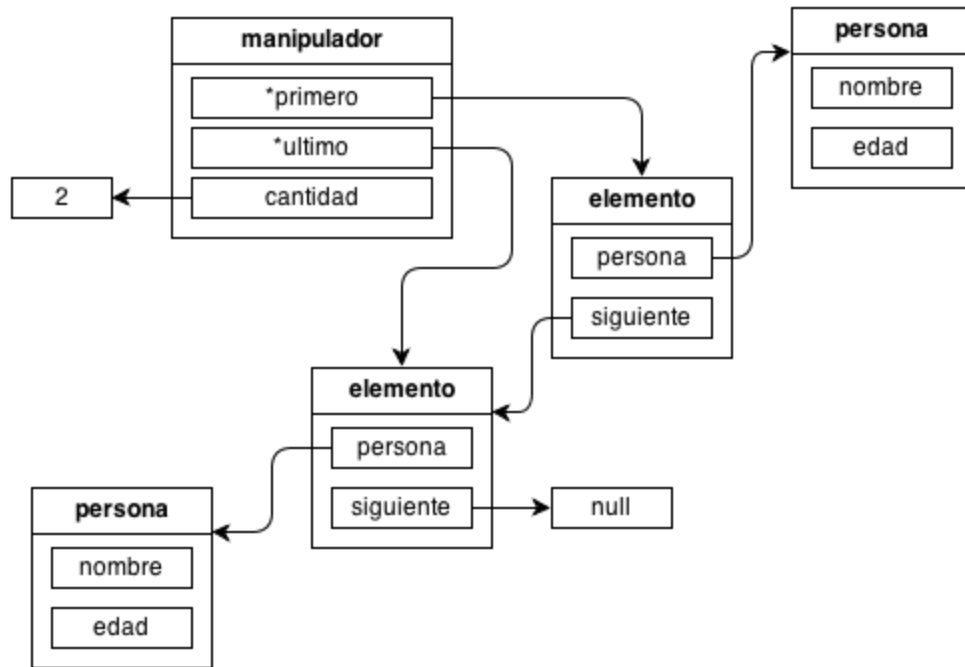 manipulador
*primero
*ultimo
cantidad
2
persona
nombre
edad
elemento
persona
siguiente
elemento
persona
siguiente
null
persona
nombre
edad